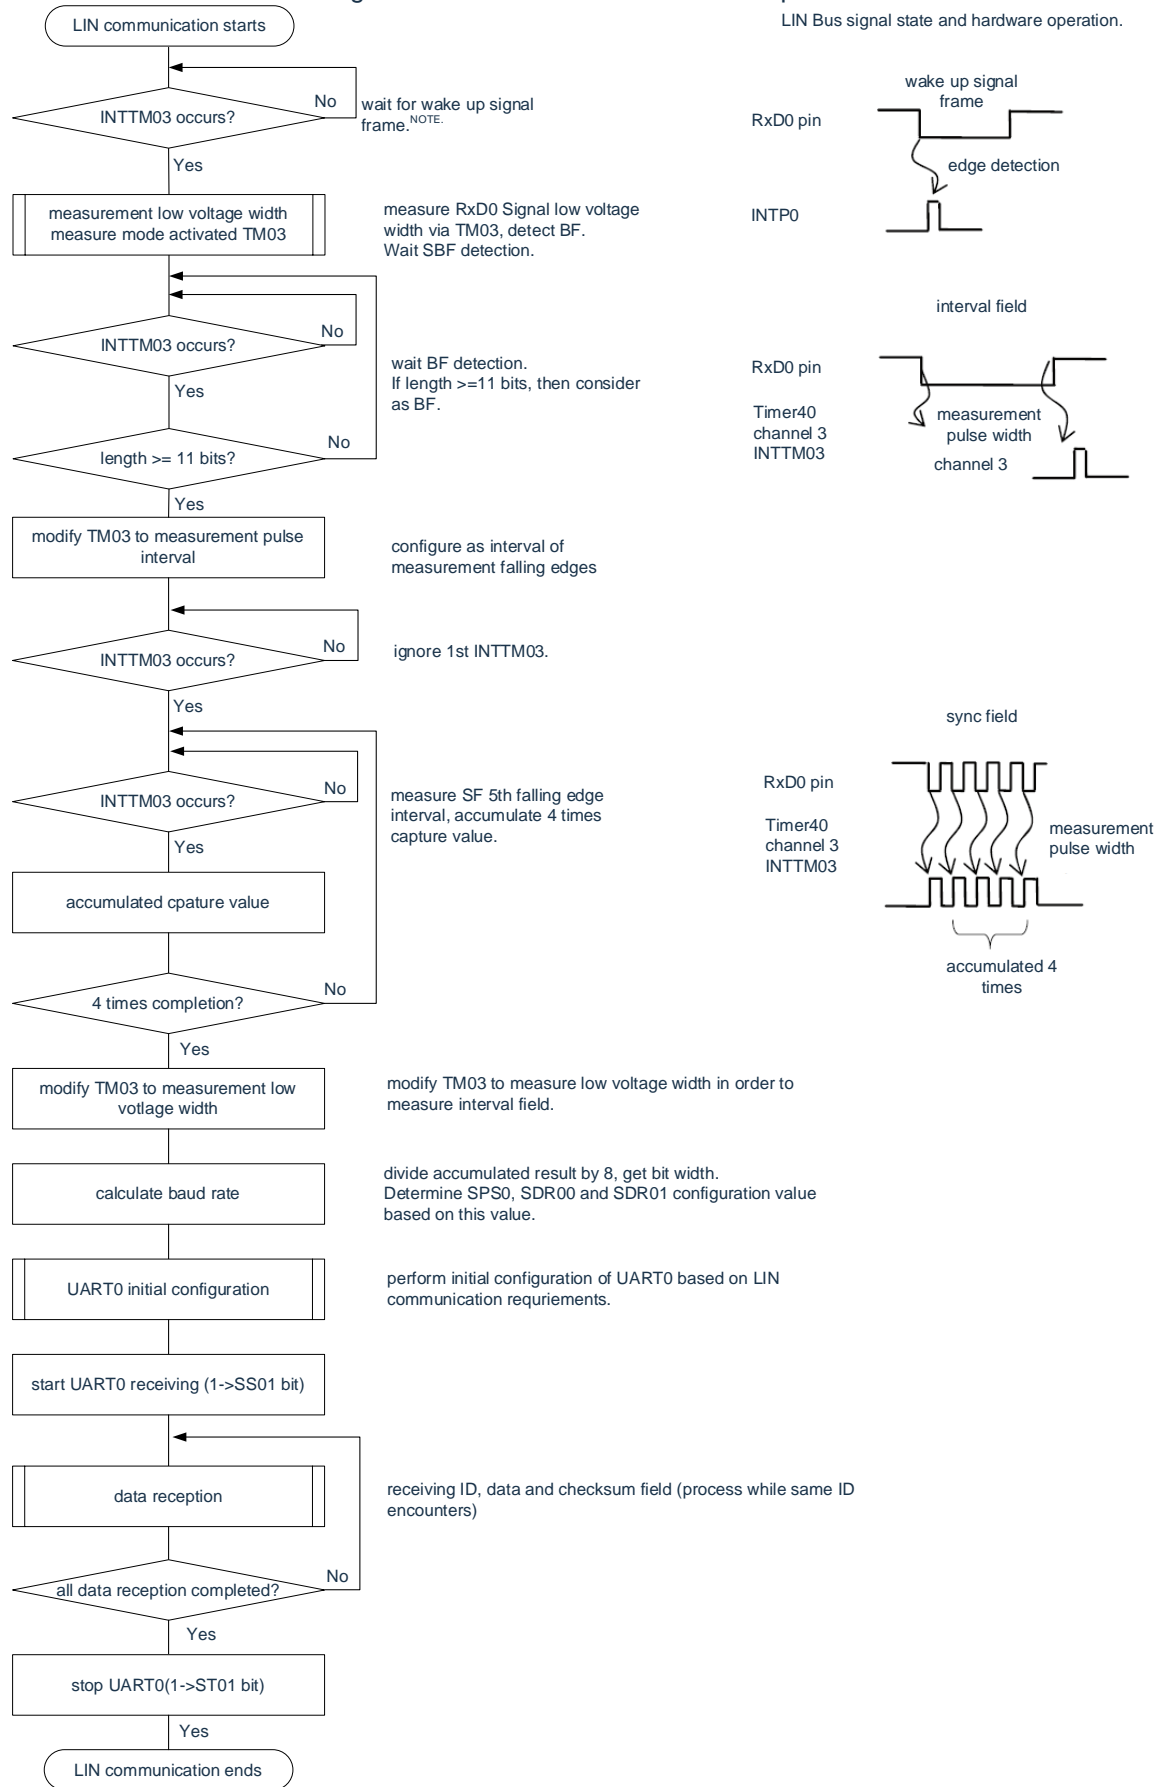 LIN communication starts
LIN Bus signal state and hardware operation.
INTTM03 occurs?
No
wait for wake up signal
frame.NOTE.
Yes
wake up signal
frame
RxD0 pin
edge detection
INTP0
measurement low voltage width
measure mode activated TM03
measure RxD0 Signal low voltage
width via TM03, detect BF.
Wait SBF detection.
INTTM03 occurs?
No
Yes
wait BF detection.
If length >=11 bits, then consider
as BF.
length >= 11 bits?
No
Yes
interval field
RxD0 pin
Timer40
channel 3
INTTM03
measurement
pulse width
channel 3
modify TM03 to measurement pulse
interval
configure as interval of
measurement falling edges
INTTM03 occurs?
No
ignore 1st INTTM03.
Yes
INTTM03 occurs?
No
Yes
measure SF 5th falling edge
interval, accumulate 4 times
capture value.
sync field
RxD0 pin
Timer40
channel 3
INTTM03
measurement
pulse width
accumulated 4
times
accumulated cpature value
4 times completion?
No
Yes
modify TM03 to measurement low
votlage width
modify TM03 to measure low voltage width in order to
measure interval field.
calculate baud rate
divide accumulated result by 8, get bit width.
Determine SPS0, SDR00 and SDR01 configuration value
based on this value.
UART0 initial configuration
perform initial configuration of UART0 based on LIN
communication requriements.
start UART0 receiving (1->SS01 bit)
data reception
receiving ID, data and checksum field (process while same ID
encounters)
all data reception completed?
No
Yes
stop UART0(1->ST01 bit)
Yes
LIN communication ends